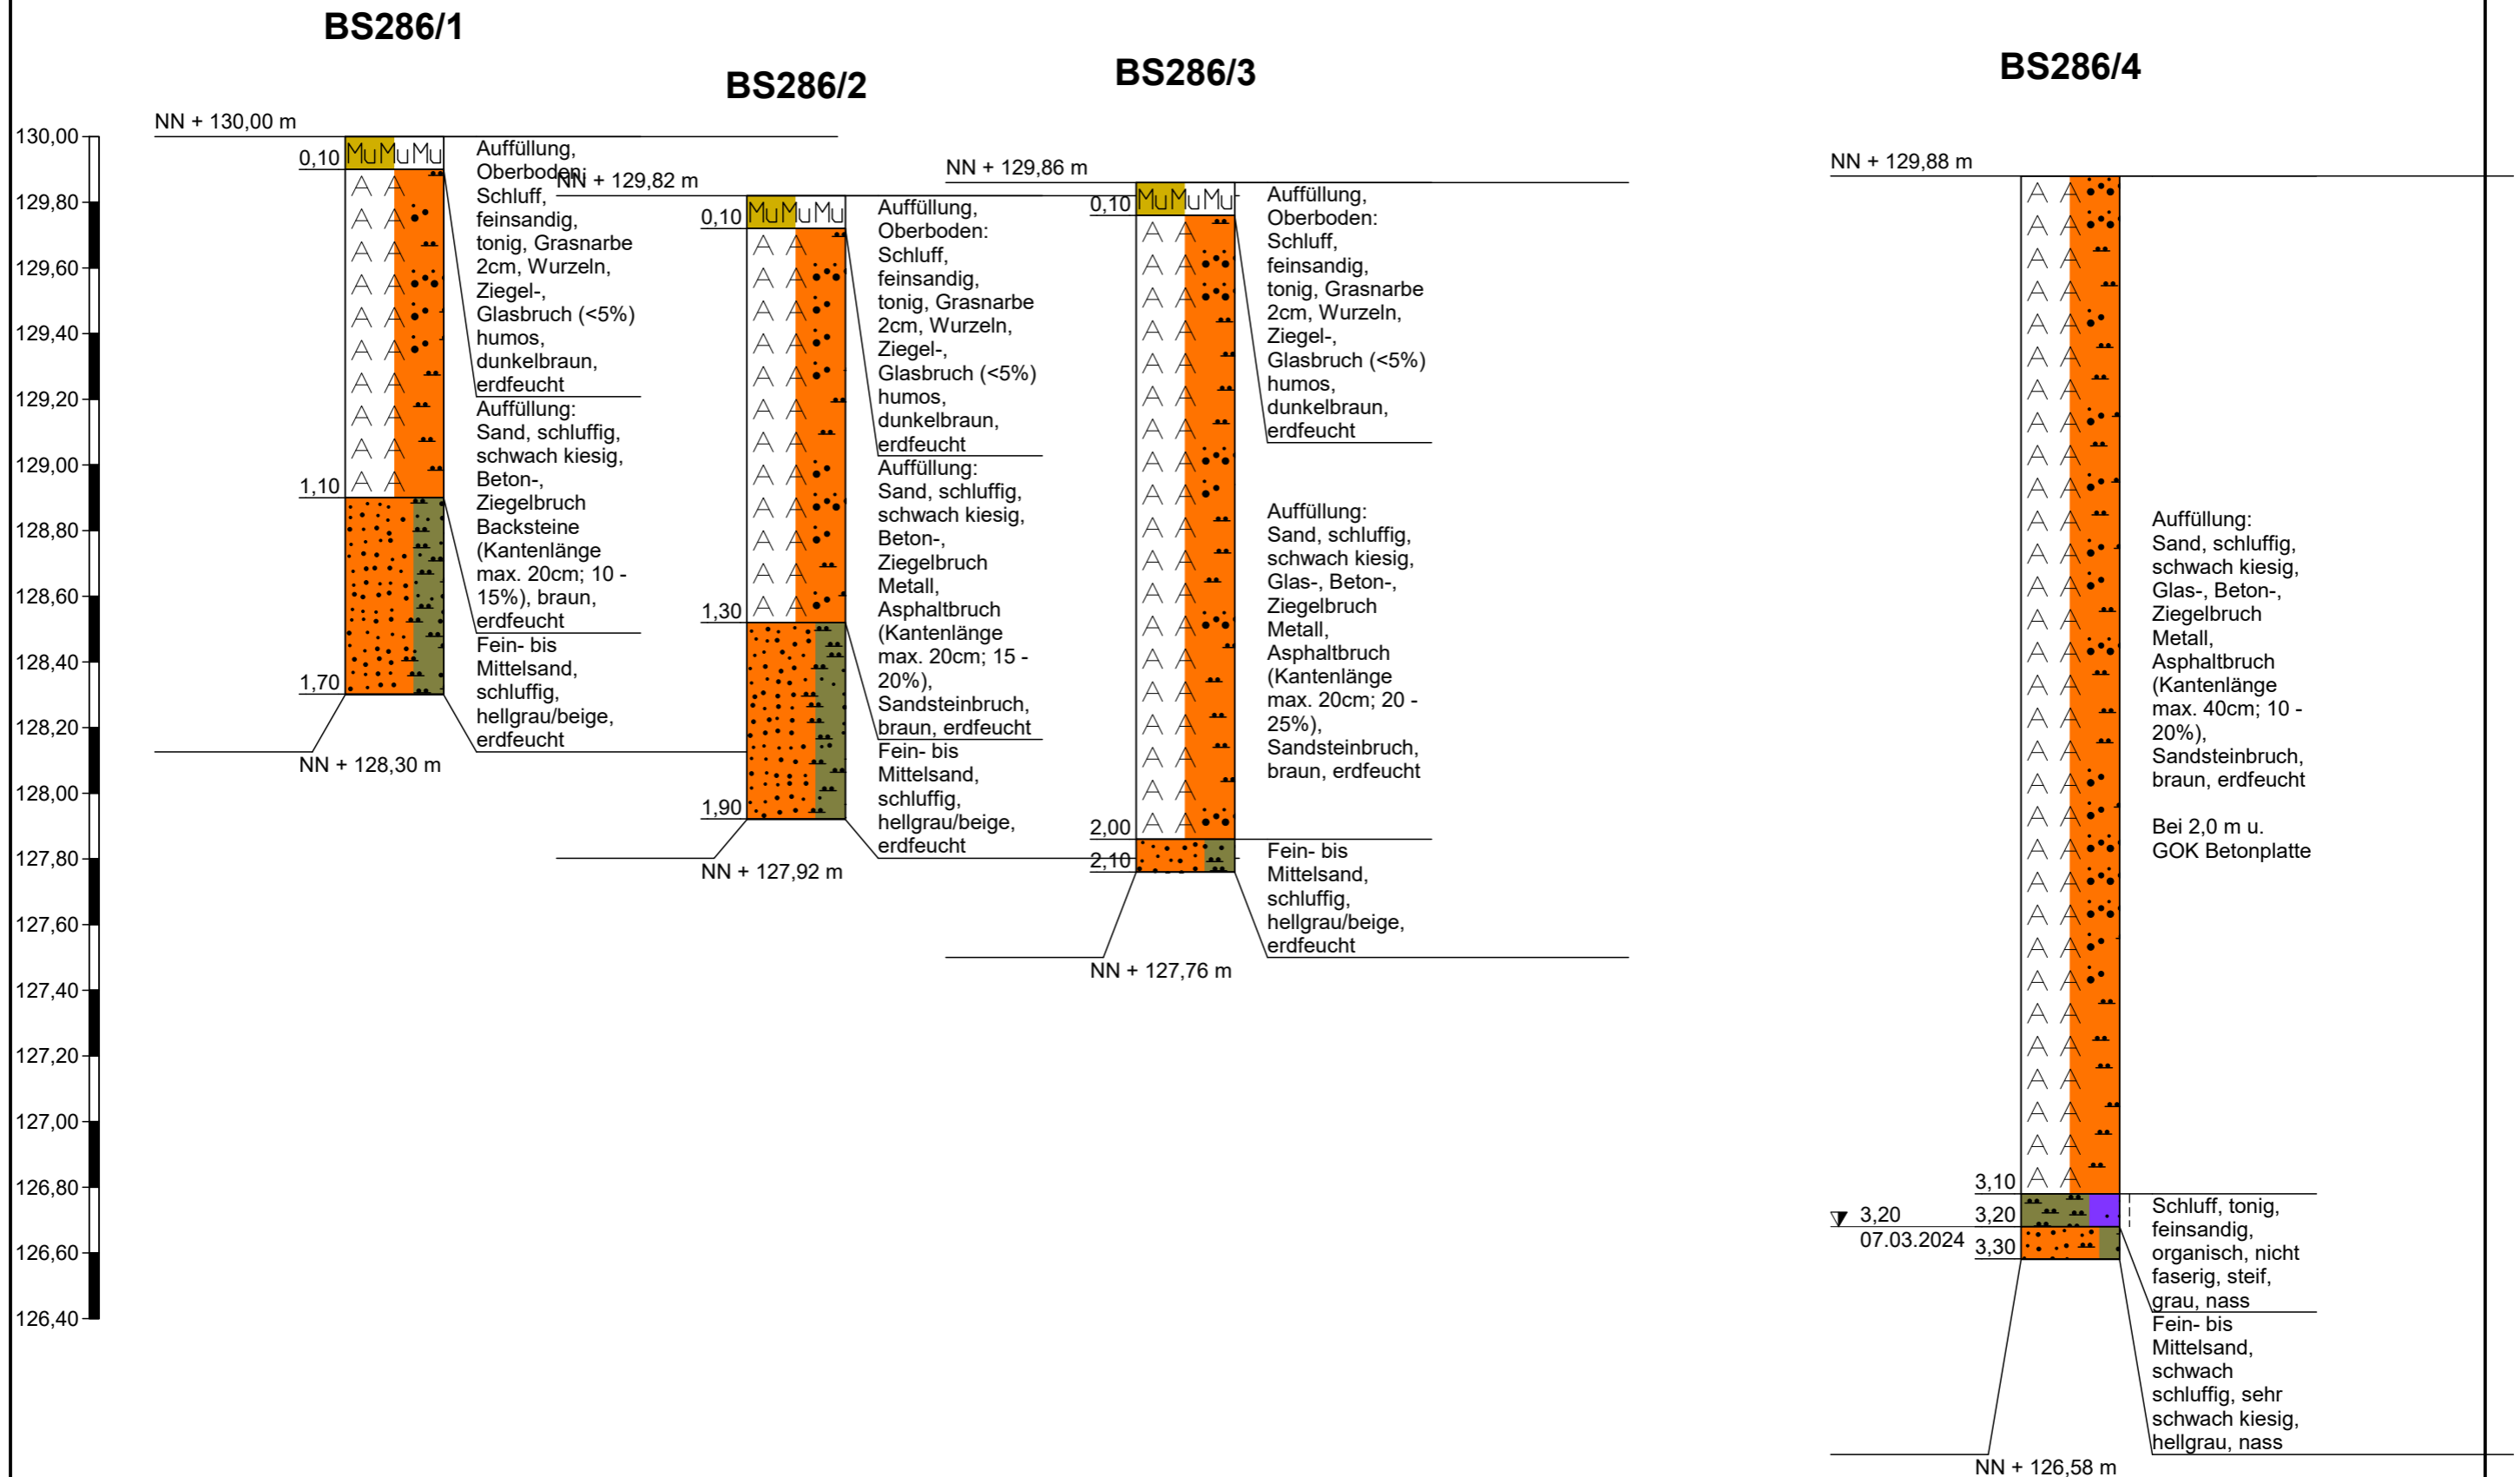 BS286/1
BS286/2
BS286/3
BS286/4
130,00
129,80
129,60
129,40
129,20
129,00
128,80
128,60
128,40
128,20
128,00
127,80
127,60
127,40
127,20
127,00
126,80
126,60
126,40
NN + 130,00 m
0,10
Mu Mu Mu
1,10
1,70
NN + 128,30 m
Auffüllung,
Oberboden:
Schluff,
feinsandig,
tonig, Grasnarbe
2cm, Wurzeln,
Ziegel-,
Glasbruch (<5%)
humos,
dunkelbraun,
erdfeucht
Auffüllung:
Sand, schluffig,
schwach kiesig,
Beton-,
Ziegelbruch
Backsteine
(Kantenlänge
max. 20cm; 10 -
15%), braun,
erdfeucht
Fein- bis
Mittelsand,
schluffig,
hellgrau/beige,
erdfeucht
NN + 129,82 m
0,10
Mu Mu Mu
1,30
1,90
NN + 127,92 m
Auffüllung,
Oberboden:
Schluff,
feinsandig,
tonig, Grasnarbe
2cm, Wurzeln,
Ziegel-,
Glasbruch (<5%)
humos,
dunkelbraun,
erdfeucht
Auffüllung:
Sand, schluffig,
schwach kiesig,
Beton-,
Ziegelbruch
Metall,
Asphaltbruch
(Kantenlänge
max. 20cm; 15 -
20%),
Sandsteinbruch,
braun, erdfeucht
Fein- bis
Mittelsand,
schluffig,
hellgrau/beige,
erdfeucht
NN + 129,86 m
0,10
Mu Mu Mu
2,00
2,10
NN + 127,76 m
Auffüllung,
Oberboden:
Schluff,
feinsandig,
tonig, Grasnarbe
2cm, Wurzeln,
Ziegel-,
Glasbruch (<5%)
humos,
dunkelbraun,
erdfeucht
Auffüllung:
Sand, schluffig,
schwach kiesig,
Glas-, Beton-,
Ziegelbruch
Metall,
Asphaltbruch
(Kantenlänge
max. 20cm; 20 -
25%),
Sandsteinbruch,
braun, erdfeucht
Fein- bis
Mittelsand,
schluffig,
hellgrau/beige,
erdfeucht
NN + 129,88 m
3,10
3,20
3,30
3,20
07.03.2024
NN + 126,58 m
Auffüllung:
Sand, schluffig,
schwach kiesig,
Glas-, Beton-,
Ziegelbruch
Metall,
Asphaltbruch
(Kantenlänge
max. 40cm; 10 -
20%),
Sandsteinbruch,
braun, erdfeucht
Bei 2,0 m u.
GOK Betonplatte
Schluff, tonig,
feinsandig,
organisch, nicht
faserig, steif,
grau, nass
Fein- bis
Mittelsand,
schwach
schluffig, sehr
schwach kiesig,
hellgrau, nass